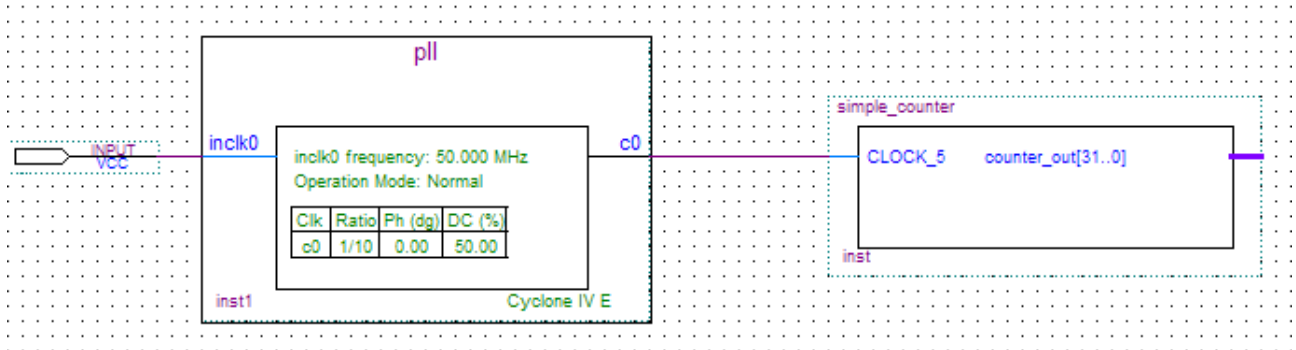 pll
simple_counter
INPUT
VCC
inclk0
c0
inclk0 frequency: 50.000 MHz
Operation Mode: Normal
Clk Ratio Ph (dg) DC (%)
c0 1/10 0.00 50.00
CLOCK_5 counter_out[31..0]
inst
inst1 Cyclone IV E